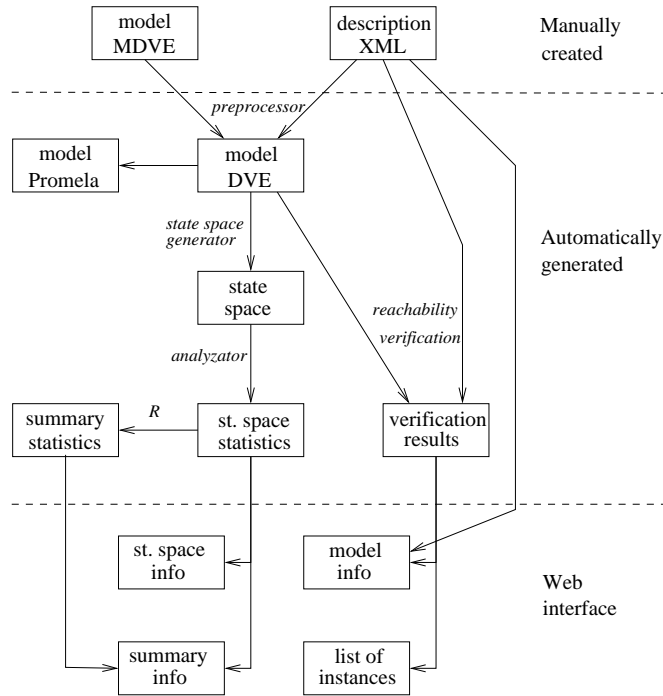 model
MDVE
description
XML
Manually
created
preprocessor
model
Promela
model
DVE
state space
generator
Automatically
generated
state
space
reachability
verification
analyzator
summary
statistics
R
st. space
statistics
verification
results
st. space
info
model
info
Web
interface
summary
info
list of
instances